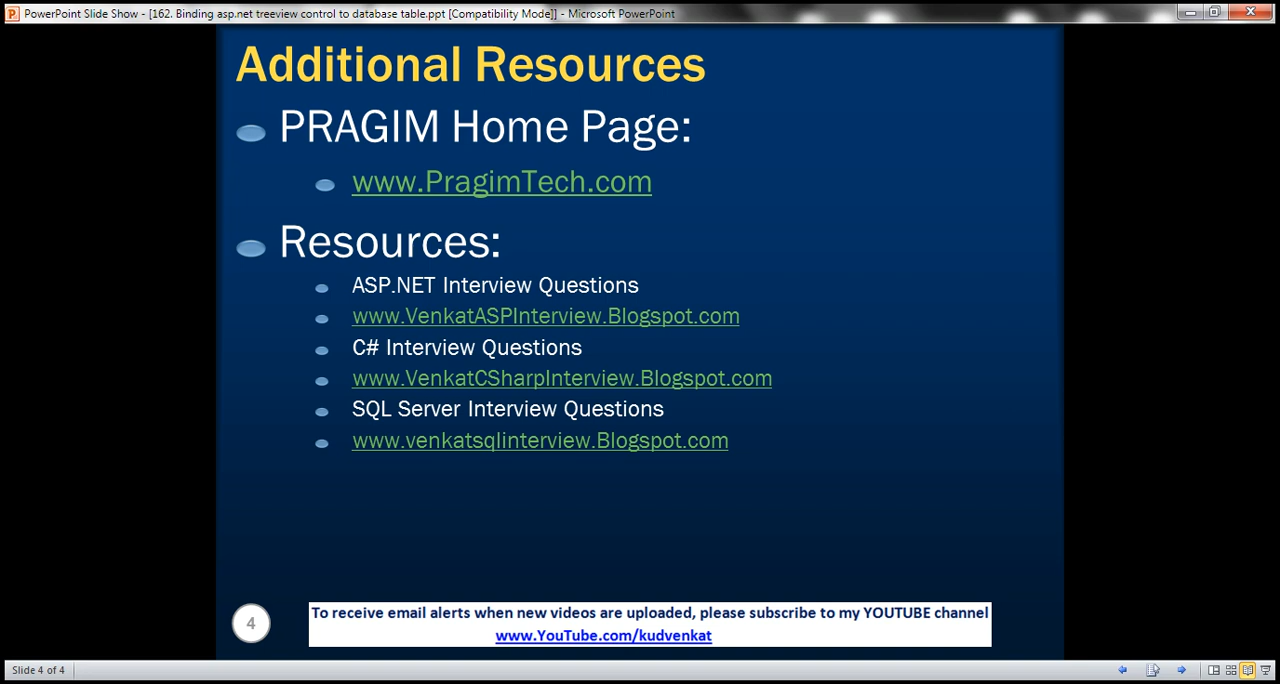 PowerPoint Slide Show - [162. Binding asp.net treeview control to database table.ppt [Compatibility Mode]] - Microsoft PowerPoint
Additional Resources
PRAGIM Home Page:
www.PragimTech.com
Resources:
ASP.NET Interview Questions
www.VenkatASPInterview.Blogspot.com
C# Interview Questions
www.VenkatCSharpInterview.Blogspot.com
SQL Server Interview Questions
www.venkatsqlinterview.Blogspot.com
4
To receive email alerts when new videos are uploaded, please subscribe to my YOUTUBE channel
www.YouTube.com/kudvenkat
Slide 4 of 4